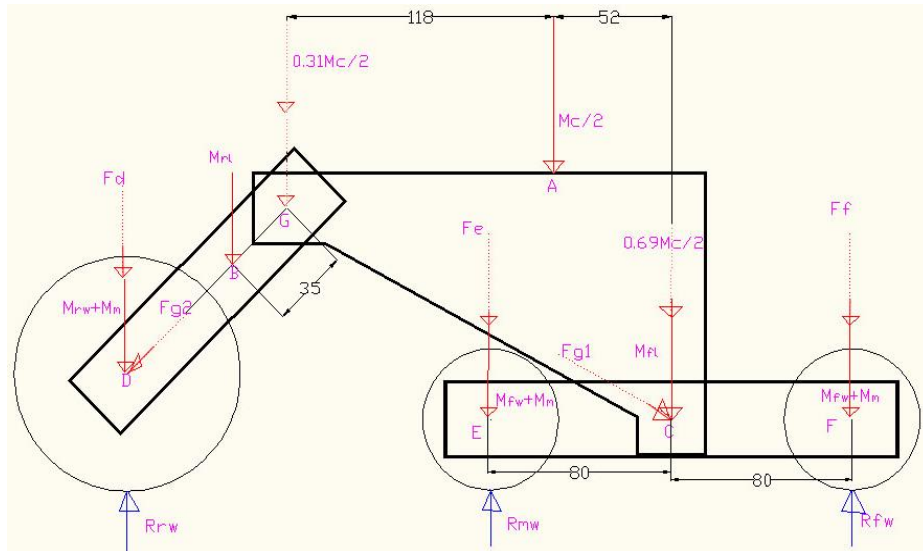 118
52
0.31Mc/2
Mc/2
Mrl
Fd
A
Ff
G
Fe
0.69Mc/2
B
35
Mrw+Mm
Fg2
Fg1
Mfl
D
Mfw+Mm
Mfw+Mm
E
C
F
80
80
Rrw
Rmw
Rfw